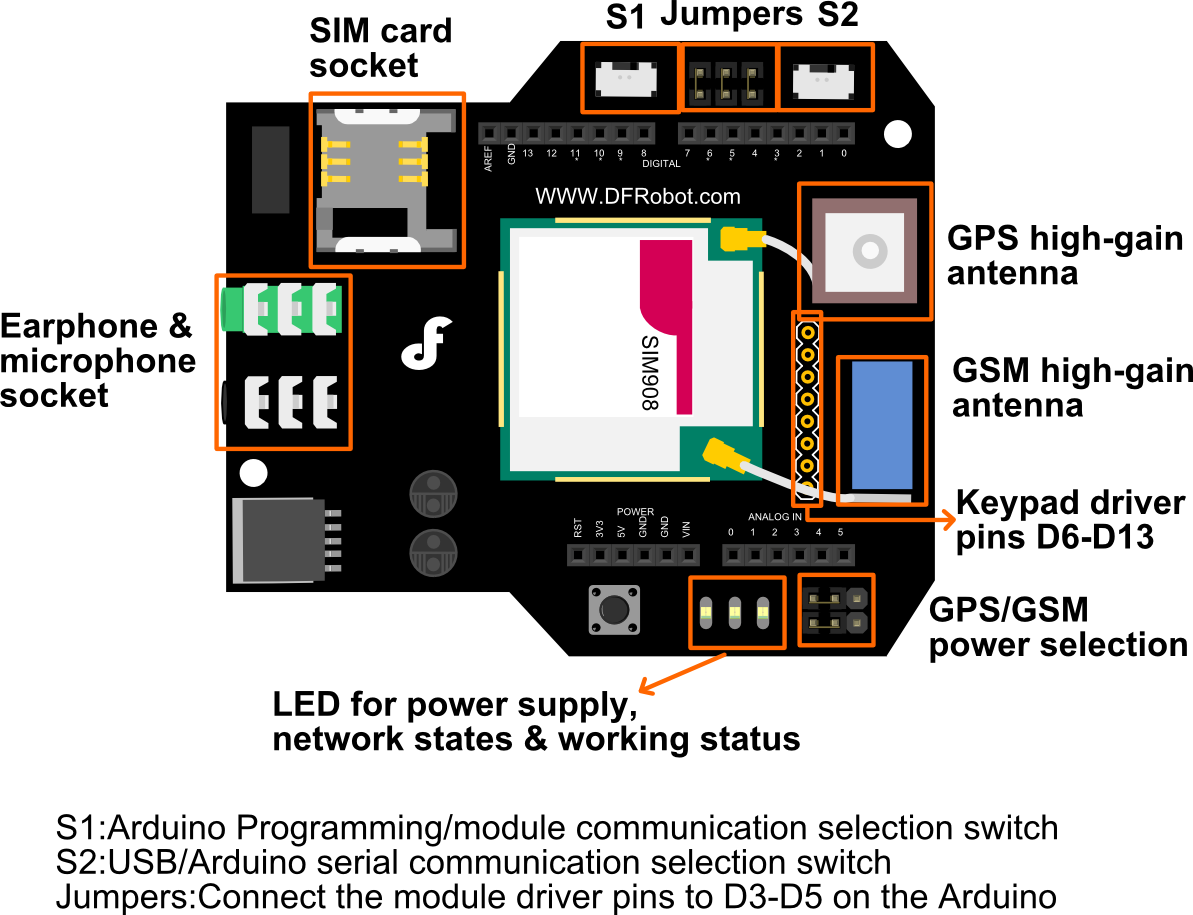 S1 Jumpers S2
SIM card
socket
AREF
GND
13
12
11
*
10
*
9
*
8
7
6
*
5
*
4
3
*
2
1
0
DIGITAL
WWW.DFRobot.com
GPS high-gain
antenna
Earphone &
microphone
socket
SIM908
GSM high-gain
antenna
Keypad driver
pins D6-D13
POWER
RST
3V3
5V
GND
GND
VIN
ANALOG IN
0
1
2
3
4
5
GPS/GSM
power selection
LED for power supply,
network states & working status
S1:Arduino Programming/module communication selection switch
S2:USB/Arduino serial communication selection switch
Jumpers:Connect the module driver pins to D3-D5 on the Arduino